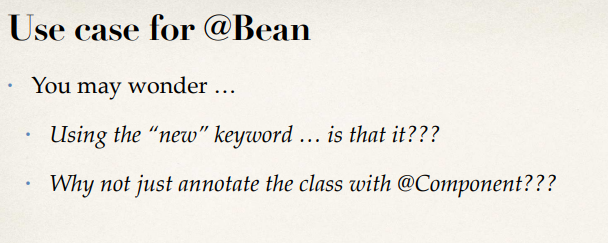 Use case for @Bean
• You may wonder …
• Using the “new” keyword … is that it???
• Why not just annotate the class with @Component???